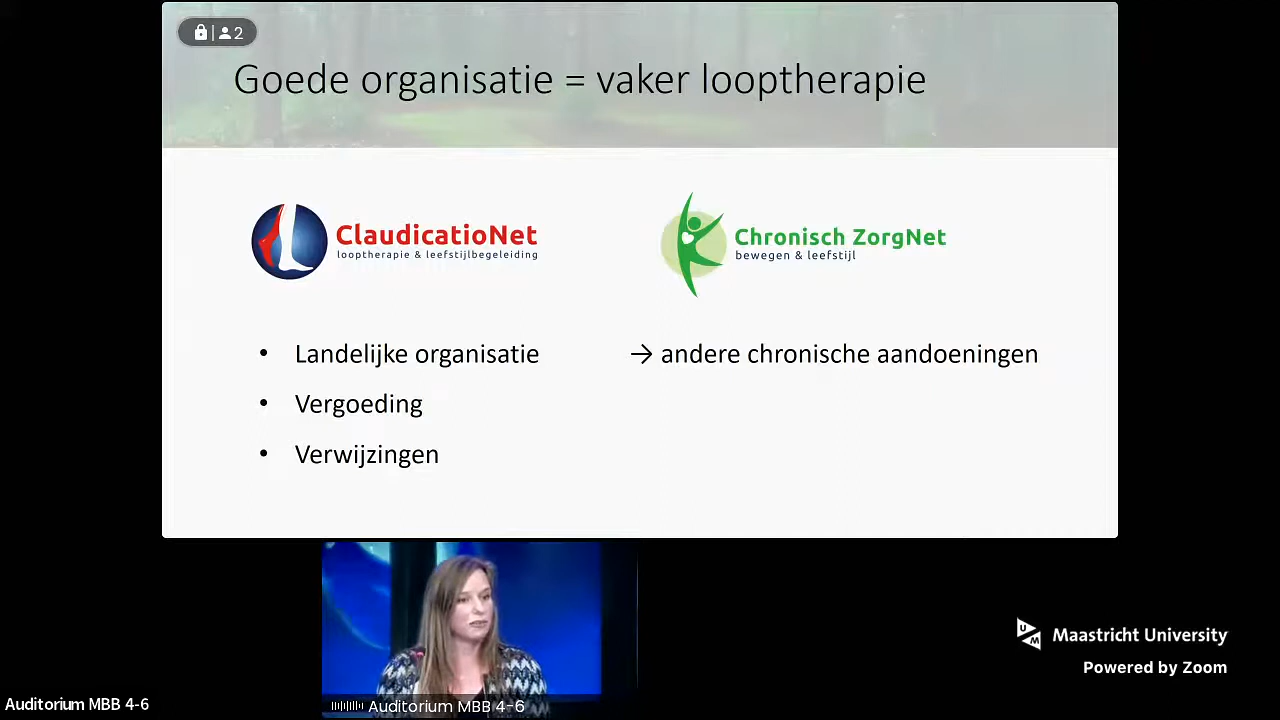 2
Goede organisatie = vaker looptherapie
ClaudicatioNet
looptherapie & leefstijlbegeleiding
Chronisch ZorgNet
bewegen & leefstijl
• Landelijke organisatie
• Vergoeding
• Verwijzingen
→ andere chronische aandoeningen
UM
Maastricht University
Powered by Zoom
Auditorium MBB 4-6
Auditorium MBB 4-6